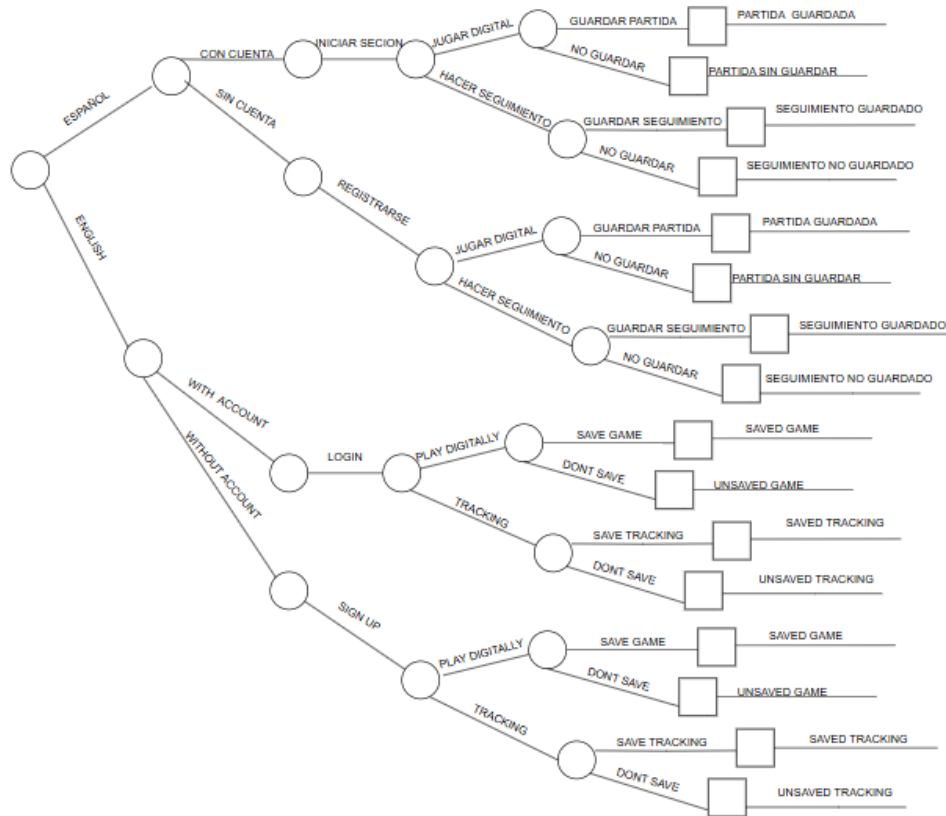 ESPAÑOL
CON CUENTA
INICIAR SECION
JUGAR DIGITAL
GUARDAR PARTIDA
PARTIDA GUARDADA
NO GUARDAR
PARTIDA SIN GUARDAR
HACER SEGUIMIENTO
GUARDAR SEGUIMIENTO
SEGUIMIENTO GUARDADO
NO GUARDAR
SEGUIMIENTO NO GUARDADO
SIN CUENTA
REGISTRARSE
JUGAR DIGITAL
GUARDAR PARTIDA
PARTIDA GUARDADA
NO GUARDAR
PARTIDA SIN GUARDAR
HACER SEGUIMIENTO
GUARDAR SEGUIMIENTO
SEGUIMIENTO GUARDADO
NO GUARDAR
SEGUIMIENTO NO GUARDADO
ENGLISH
WITH ACCOUNT
LOGIN
PLAY DIGITALLY
SAVE GAME
SAVED GAME
DONT SAVE
UNSAVED GAME
TRACKING
SAVE TRACKING
SAVED TRACKING
DONT SAVE
UNSAVED TRACKING
WITHOUT ACCOUNT
SIGN UP
PLAY DIGITALLY
SAVE GAME
SAVED GAME
DONT SAVE
UNSAVED GAME
TRACKING
SAVE TRACKING
SAVED TRACKING
DONT SAVE
UNSAVED TRACKING